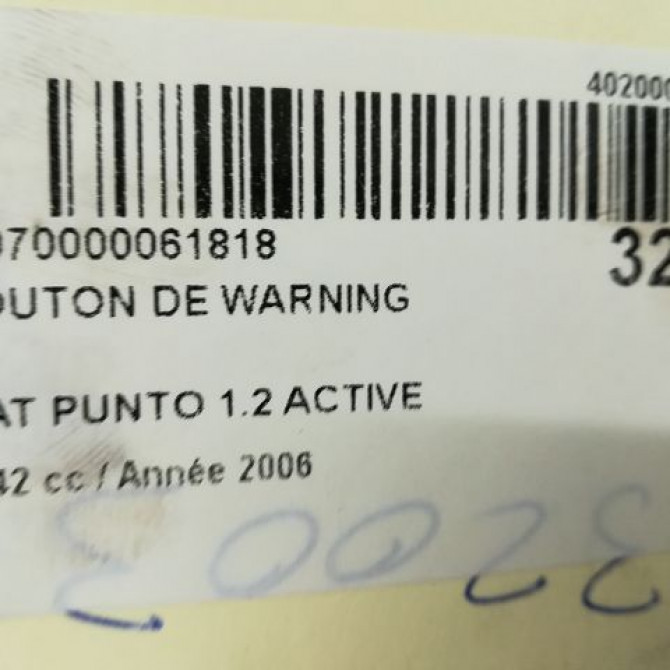 402000
070000061818
32
OUTON DE WARNING
AT PUNTO 1.2 ACTIVE
42 cc / Année 2006